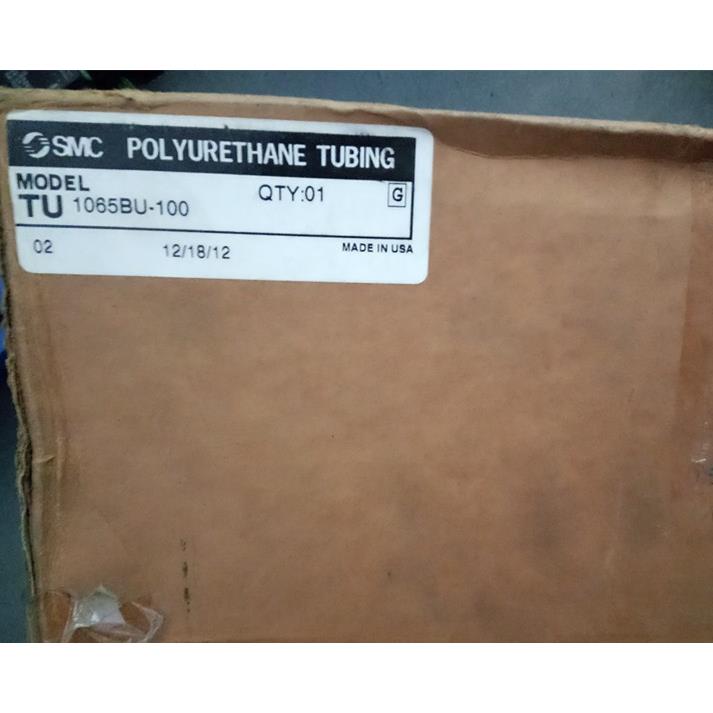 SMC POLYURETHANE TUBING
MODEL
TU 1065BU-100
QTY:01
G
02 12/18/12 MADE IN USA